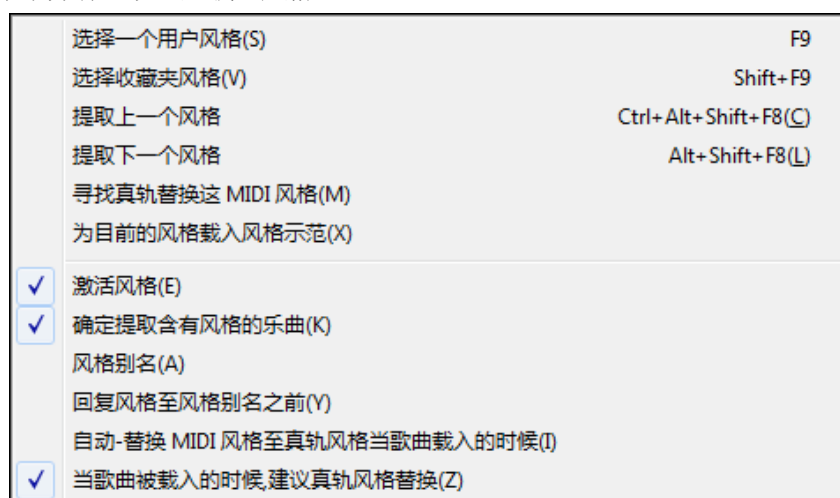 选择一个用户风格(S) F9
选择收藏夹风格(V) Shift+F9
提取上一个风格 Ctrl+Alt+Shift+F8(C)
提取下一个风格 Alt+Shift+F8(L)
寻找真轨替换这 MIDI 风格(M)
为目前的风格载入风格示范(X)
激活风格(E)
确定提取含有风格的乐曲(K)
风格别名(A)
回复风格至风格别名之前(Y)
自动-替换 MIDI 风格至真轨风格当歌曲载入的时候(I)
当歌曲被载入的时候,建议真轨风格替换(Z)